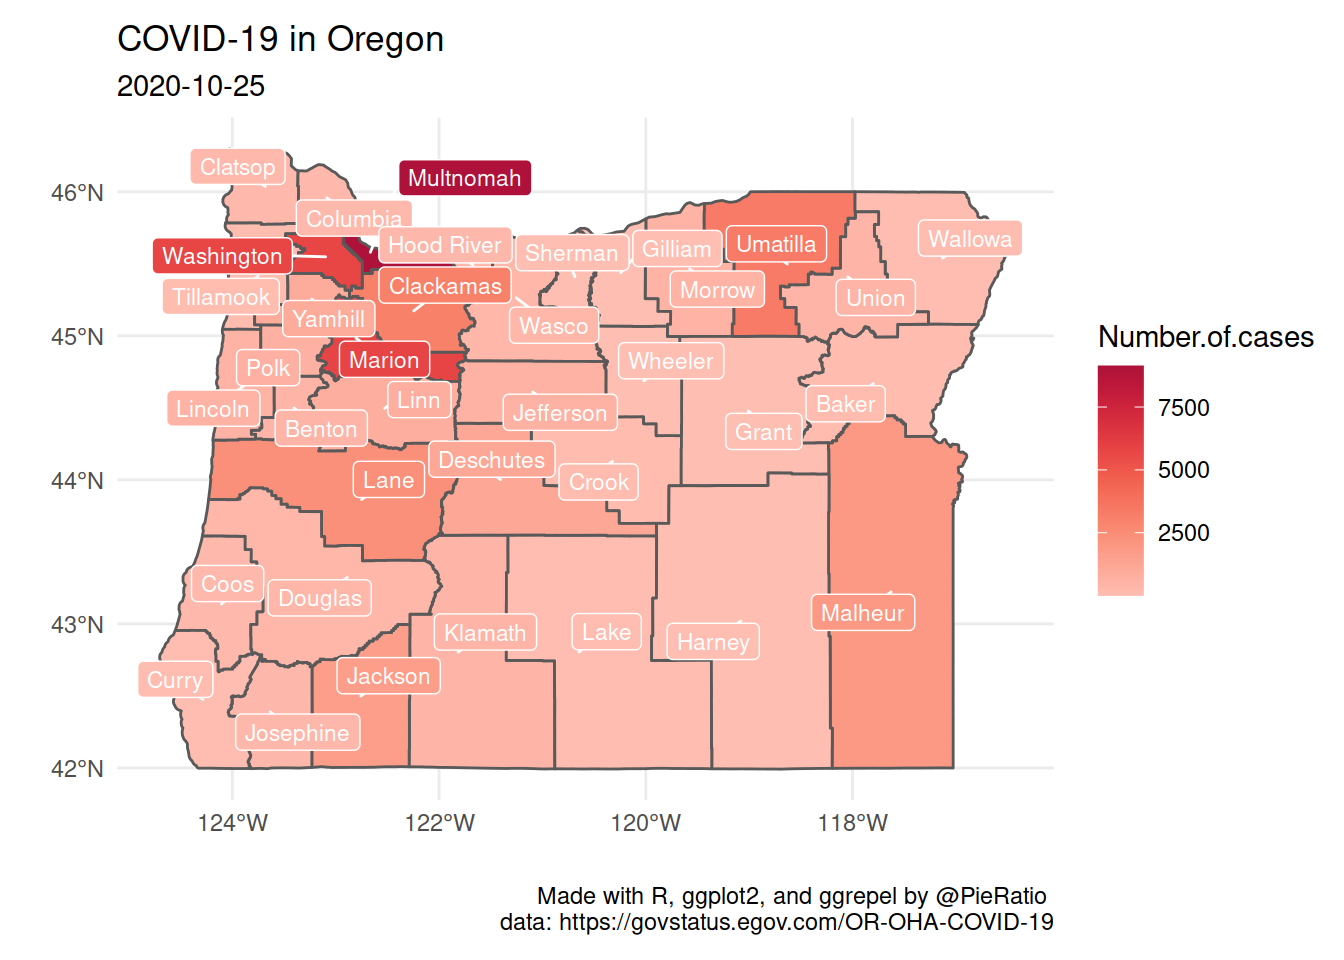 COVID-19 in Oregon
2020-10-25
Clatsop
Multnomah
46°N
Columbia
Washington
Hood River
Sherman
Gilliam
Umatilla
Wallowa
Tillamook
Clackamas
Morrow
Union
Yamhill
Wasco
45°N
Marion
Wheeler
Polk
Lincoln
Linn
Jefferson
Baker
Benton
Grant
Deschutes
44°N
Lane
Crook
Coos
Douglas
Malheur
43°N
Klamath
Lake
Harney
Curry
Jackson
Josephine
42°N
124°W
122°W
120°W
118°W
Number.of.cases
7500
5000
2500
Made with R, ggplot2, and ggrepel by @PieRatio
data: https://govstatus.egov.com/OR-OHA-COVID-19